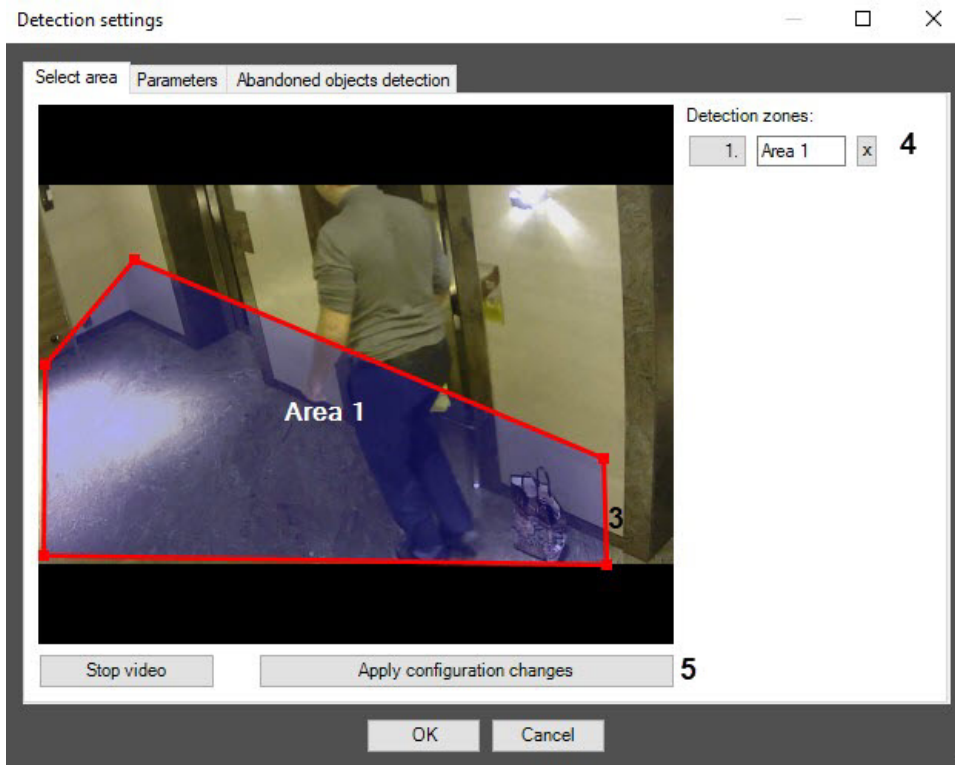 Detection settings
Select area Parameters Abandoned objects detection
Detection zones:
1. Area 1 x 4
Area 1
3
Stop video Apply configuration changes 5
OK Cancel